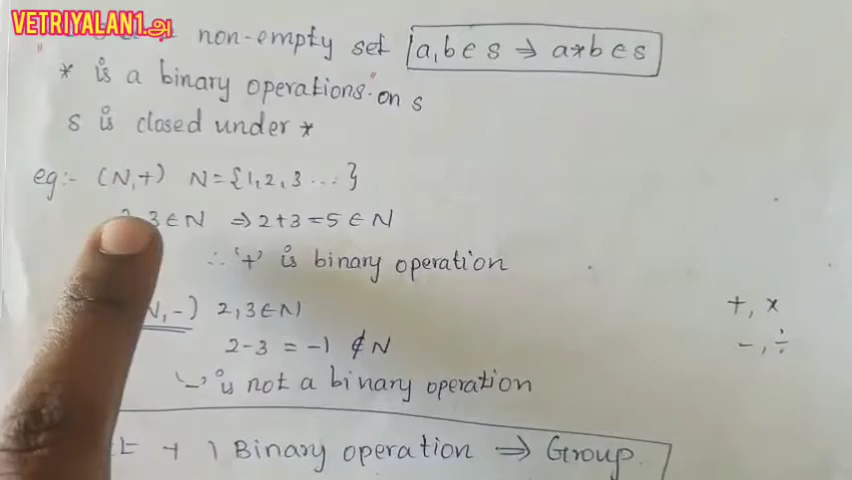 VETRIYALAN1.அ
non-empty set a,b ∈ s ⇒ a*b ∈ s
* is a binary operations on s
s is closed under *
eg:- (N,+) N={1,2,3...}
3 ∈ N ⇒ 2+3=5 ∈ N
∴ '+' is binary operation
N,-) 2,3 ∈ N
+, ×
2-3 = -1 ∉ N
-, ÷
'-' is not a binary operation
+ 1 Binary operation ⇒ Group.